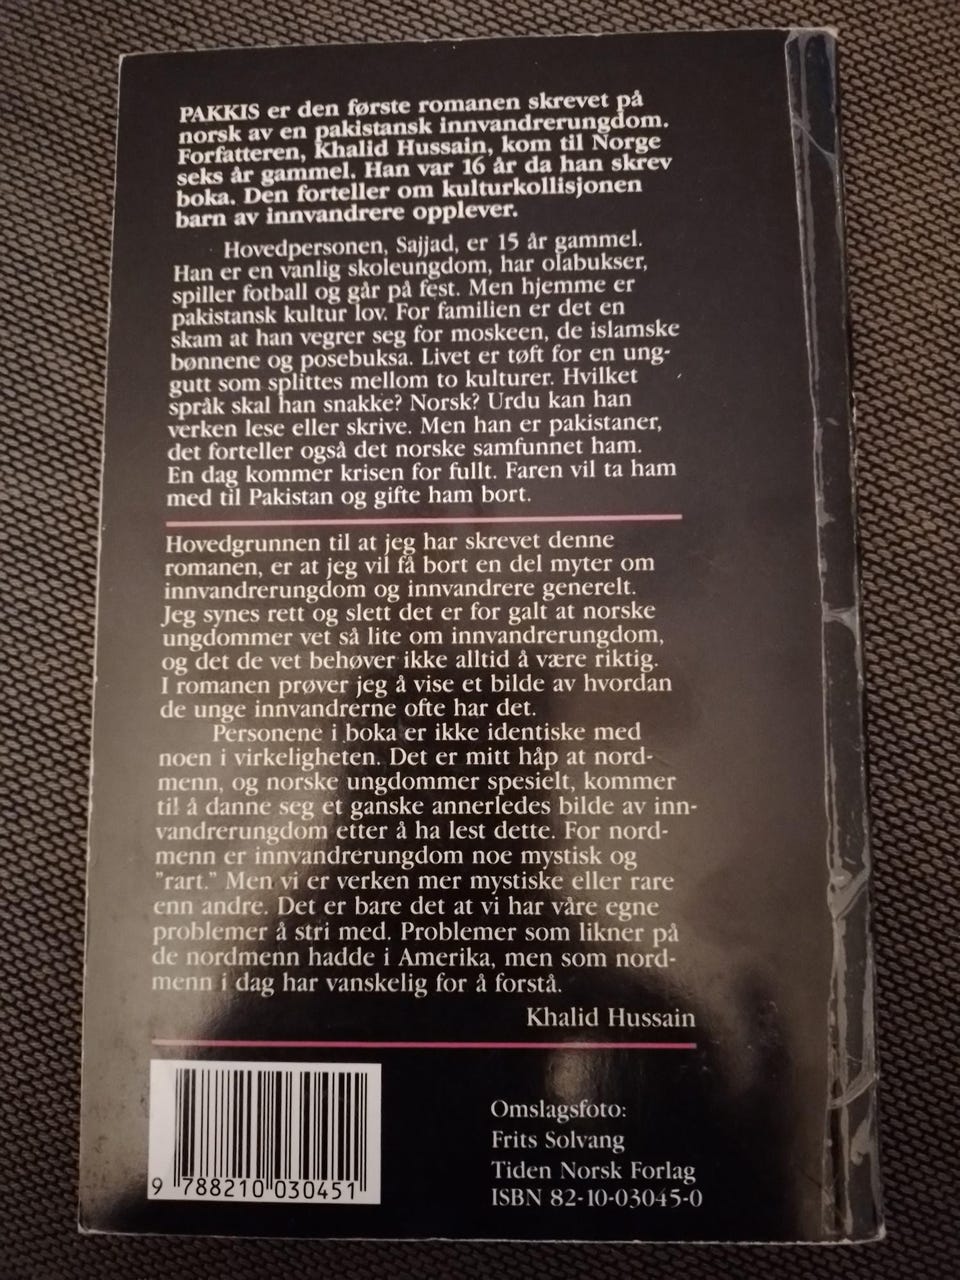 PAKKIS er den første romanen skrevet på
norsk av en pakistansk innvandrerungdom.
Forfatteren, Khalid Hussain, kom til Norge
seks år gammel. Han var 16 år da han skrev
boka. Den forteller om kulturkollisjonen
barn av innvandrere opplever.
Hovedpersonen, Sajjad, er 15 år gammel.
Han er en vanlig skoleungdom, har olabukser,
spiller fotball og går på fest. Men hjemme er
pakistansk kultur lov. For familien er det en
skam at han vegrer seg for moskeen, de islamske
bønnene og posebuksa. Livet er tøft for en ung-
gutt som splittes mellom to kulturer. Hvilket
språk skal han snakke? Norsk? Urdu kan han
verken lese eller skrive. Men han er pakistaner,
det forteller også det norske samfunnet ham.
En dag kommer krisen for fullt. Faren vil ta ham
med til Pakistan og gifte ham bort.
Hovedgrunnen til at jeg har skrevet denne
romanen, er at jeg vil få bort en del myter om
innvandrerungdom og innvandrere generelt.
Jeg synes rett og slett det er for galt at norske
ungdommer vet så lite om innvandrerungdom,
og det de vet behøver ikke alltid å være riktig.
I romanen prøver jeg å vise et bilde av hvordan
de unge innvandrerne ofte har det.
Personene i boka er ikke identiske med
noen i virkeligheten. Det er mitt håp at nord-
menn, og norske ungdommer spesielt, kommer
til å danne seg et ganske annerledes bilde av inn-
vandrerungdom etter å ha lest dette. For nord-
menn er innvandrerungdom noe mystisk og
"rart." Men vi er verken mer mystiske eller rare
enn andre. Det er bare det at vi har våre egne
problemer å stri med. Problemer som likner på
de nordmenn hadde i Amerika, men som nord-
menn i dag har vanskelig for å forstå.
Khalid Hussain
Omslagsfoto:
Frits Solvang
Tiden Norsk Forlag
ISBN 82-10-03045-0
9 788210 030451